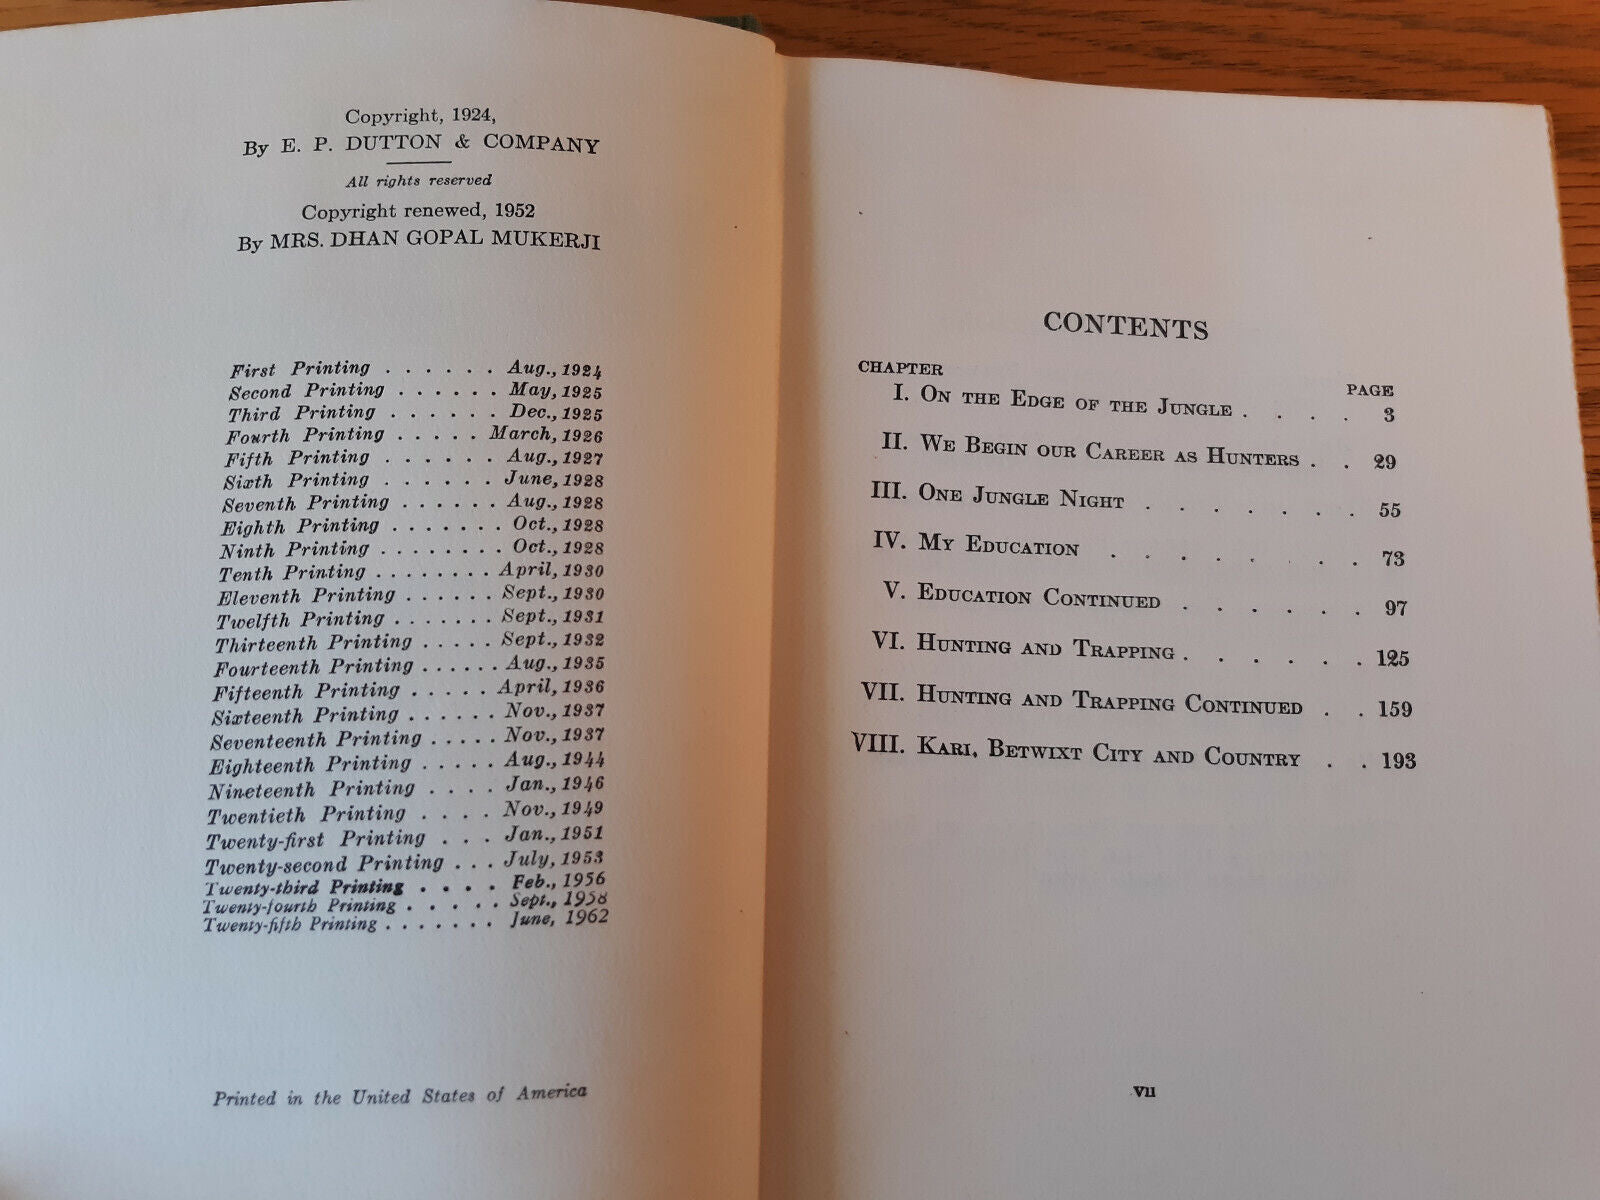 Copyright, 1924,
By E. P. DUTTON & COMPANY
All rights reserved
Copyright renewed, 1952
By MRS. DHAN GOPAL MUKERJI
First Printing . . . . . . Aug., 1924
Second Printing . . . . . . May, 1925
Third Printing . . . . . . Dec., 1925
Fourth Printing . . . . . March, 1926
Fifth Printing . . . . . . Aug., 1927
Sixth Printing . . . . . . June, 1928
Seventh Printing . . . . . . Aug., 1928
Eighth Printing . . . . . . . Oct., 1928
Ninth Printing . . . . . . . . Oct., 1928
Tenth Printing . . . . . . . . April, 1930
Eleventh Printing . . . . . . Sept., 1930
Twelfth Printing . . . . . . . Sept., 1931
Thirteenth Printing . . . . . Sept., 1932
Fourteenth Printing . . . . . . Aug., 1935
Fifteenth Printing . . . . . April, 1936
Sixteenth Printing . . . . . . Nov., 1937
Seventeenth Printing . . . . . Nov., 1937
Eighteenth Printing . . . . . Aug., 1944
Nineteenth Printing . . . . Jan., 1946
Twentieth Printing . . . . Nov., 1949
Twenty-first Printing . . . Jan., 1951
Twenty-second Printing . . . July, 1953
Twenty-third Printing . . . . Feb., 1956
Twenty-fourth Printing . . . . . Sept., 1958
Twenty-fifth Printing . . . . . . . June, 1962
Printed in the United States of America
CONTENTS
CHAPTER PAGE
I. ON THE EDGE OF THE JUNGLE . . . . 3
II. WE BEGIN OUR CAREER AS HUNTERS . . 29
III. ONE JUNGLE NIGHT . . . . . . . 55
IV. MY EDUCATION . . . . . . . . 73
V. EDUCATION CONTINUED . . . . . . 97
VI. HUNTING AND TRAPPING . . . . . . . 125
VII. HUNTING AND TRAPPING CONTINUED . . 159
VIII. KARI, BETWIXT CITY AND COUNTRY . . 193
vii